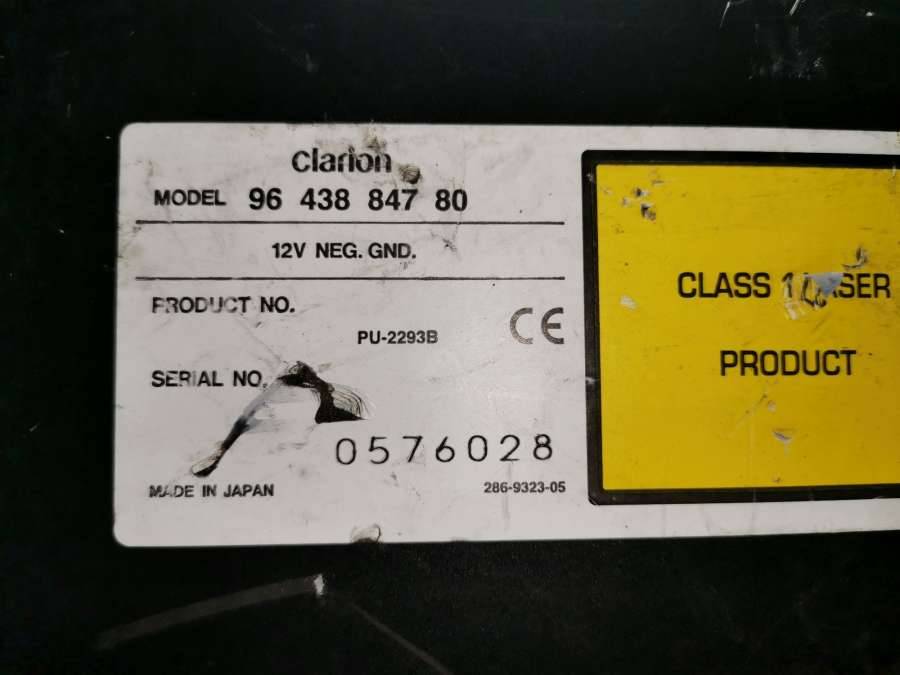 clarion
MODEL 96 438 847 80
12V NEG. GND.
PRODUCT NO.
PU-2293B CE
SERIAL NO.
0576028
MADE IN JAPAN 286-9323-05
CLASS 1 LASER
PRODUCT